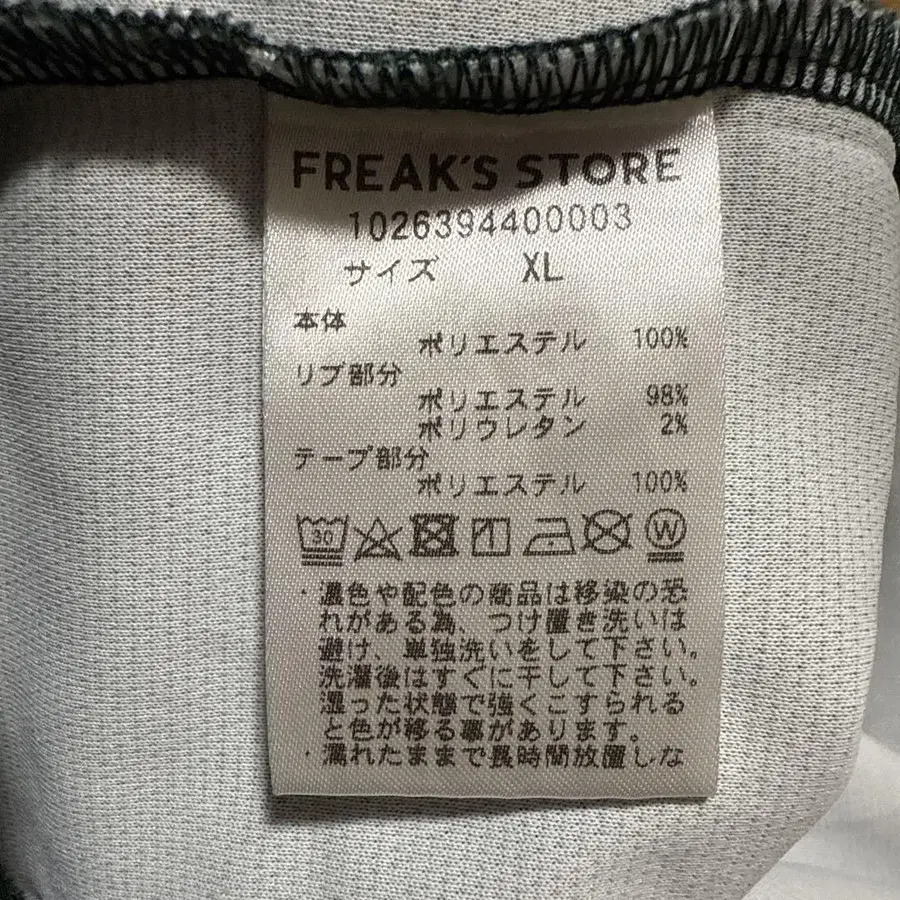 FREAK'S STORE
1026394400003
サイズ XL
本体
ポリエステル 100%
リブ部分
ポリエステル 98%
ポリウレタン 2%
テープ部分
ポリエステル 100%
30 W
・濃色や配色の商品は移染の恐
れがある為、つけ置き洗いは
避け、単独洗いをして下さい。
洗濯後はすぐに干して下さい。
湿った状態で強くこすられる
と色が移る事があります。
・濡れたままで長時間放置しな